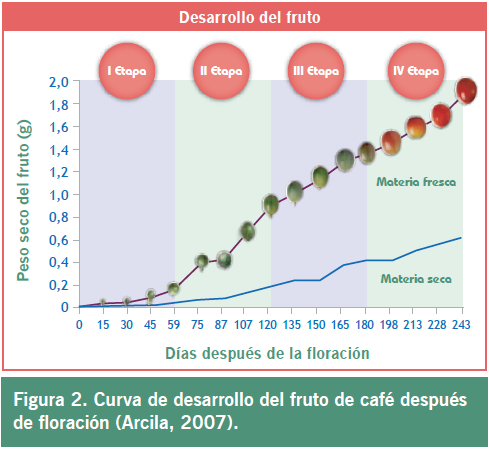 Desarrollo del fruto
I Etapa
II Etapa
III Etapa
IV Etapa
Peso seco del fruto (g)
2,0
1,8
1,6
1,4
1,2
1,0
0,8
0,6
0,4
0,2
0
Materia fresca
Materia seca
0 15 30 45 59 75 87 107 122 135 150 165 180 198 213 228 243
Días después de la floración
Figura 2. Curva de desarrollo del fruto de café después
de floración (Arcila, 2007).